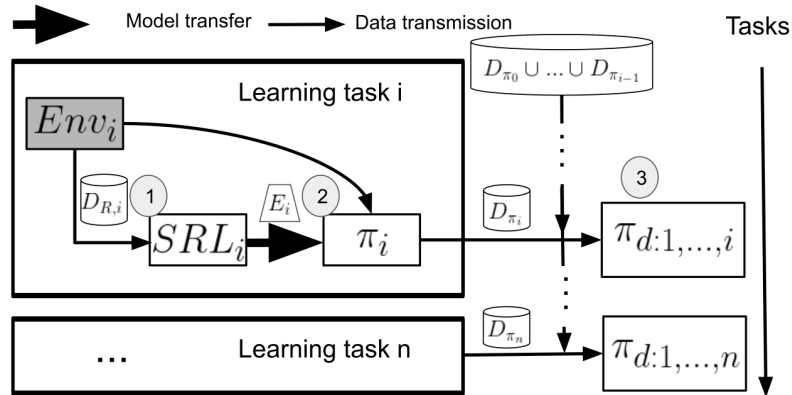 Model transfer
Data transmission
Tasks
D_{π_0} ∪ ... ∪ D_{π_{i−1}}
Learning task i
Env_i
D_{R,i}
1
E_i
2
D_{π_i}
3
SRL_i
π_i
π_{d:1,...,i}
...
Learning task n
D_{π_n}
π_{d:1,...,n}